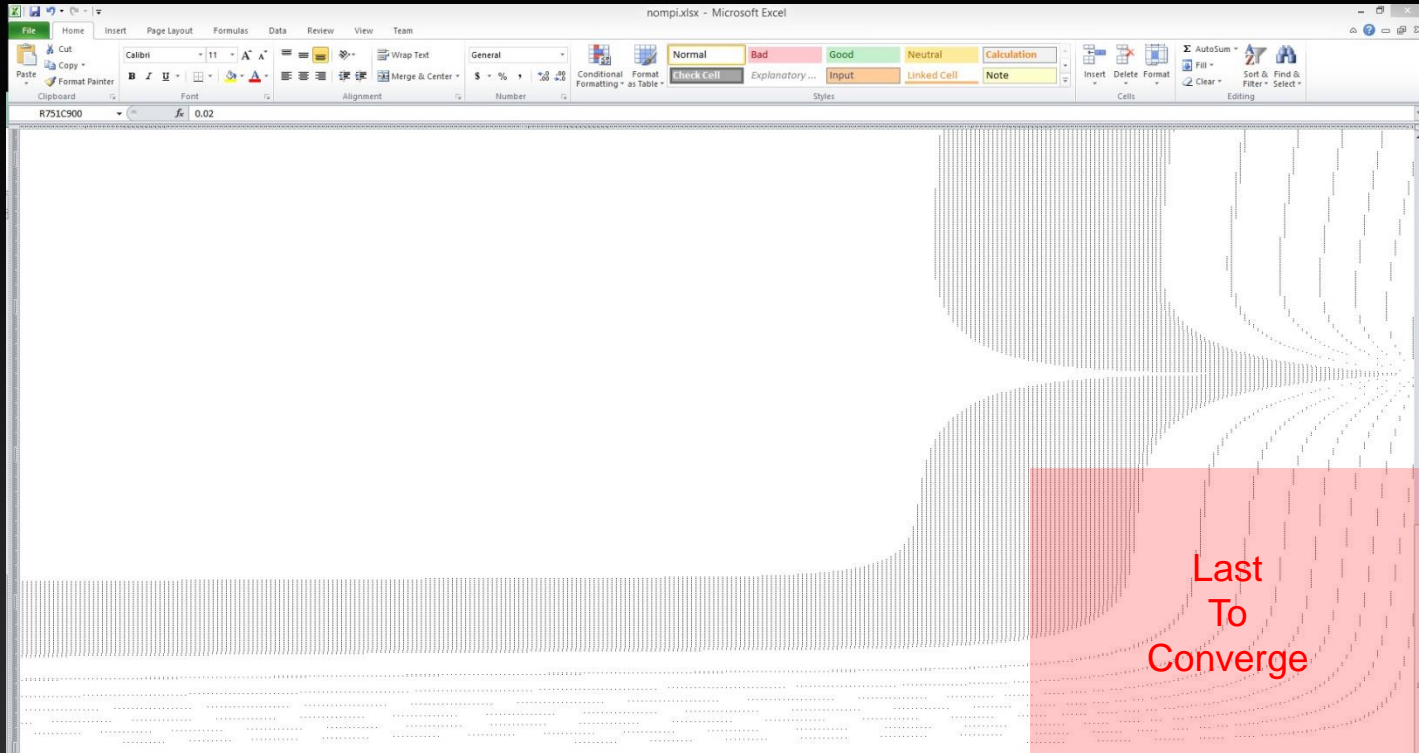 nompi.xlsx - Microsoft Excel
File Home Insert Page Layout Formulas Data Review View Team
Cut
Copy
Format Painter
Paste
Clipboard
Calibri 11
B I U
Font
Wrap Text
Merge & Center
Alignment
General
$ % ,
Number
Conditional Formatting
Format as Table
Normal Bad Good Neutral Calculation
Check Cell Explanatory ... Input Linked Cell Note
Styles
Insert Delete Format
Cells
Σ AutoSum
Fill
Clear
Sort & Filter
Find & Select
Editing
R751C900 fx 0.02
Last
To
Converge